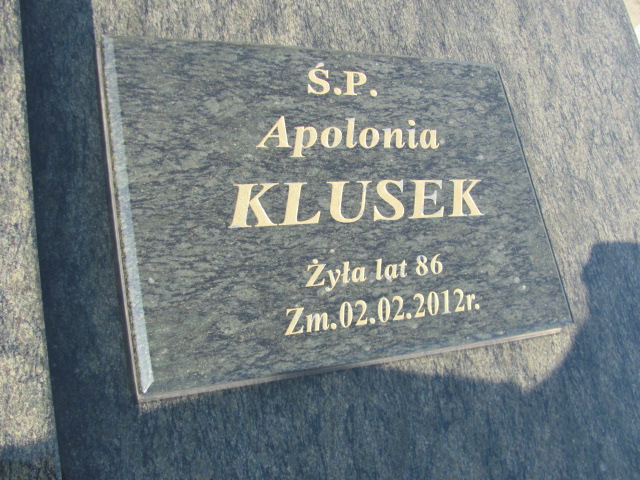 Ś.P.
Apolonia
KLUSEK
Żyła lat 86
Zm.02.02.2012r.